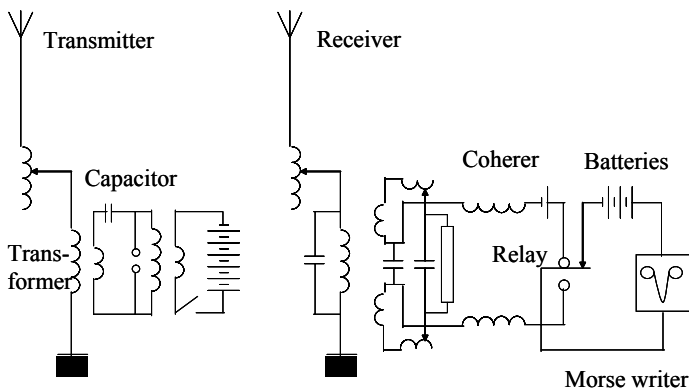 Transmitter
Receiver
Capacitor
Trans-
former
Coherer
Batteries
Relay
Morse writer